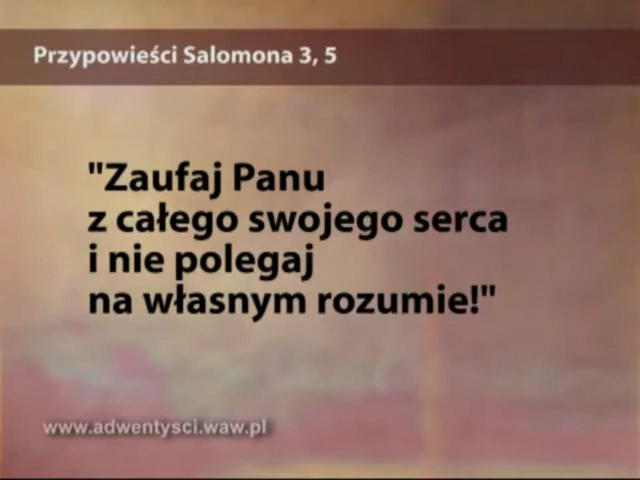 Przypowieści Salomona 3, 5
"Zaufaj Panu
z całego swojego serca
i nie polegaj
na własnym rozumie!"
www.adwentysci.waw.pl